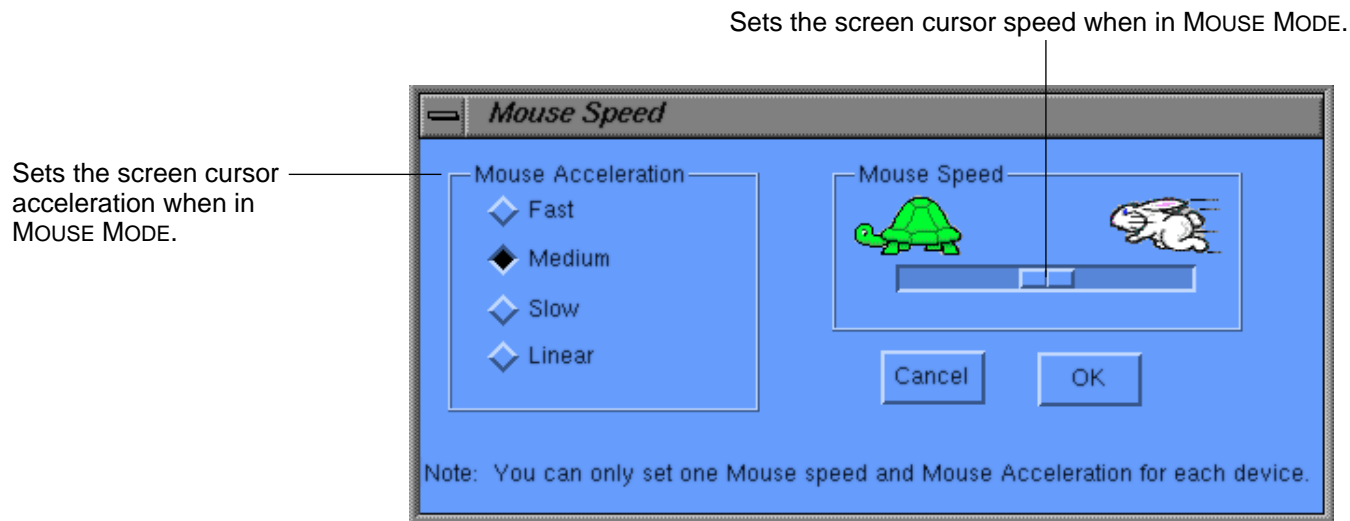 Sets the screen cursor speed when in MOUSE MODE.
Mouse Speed
Sets the screen cursor
acceleration when in
MOUSE MODE.
Mouse Acceleration
Fast
Medium
Slow
Linear
Mouse Speed
Cancel
OK
Note: You can only set one Mouse speed and Mouse Acceleration for each device.